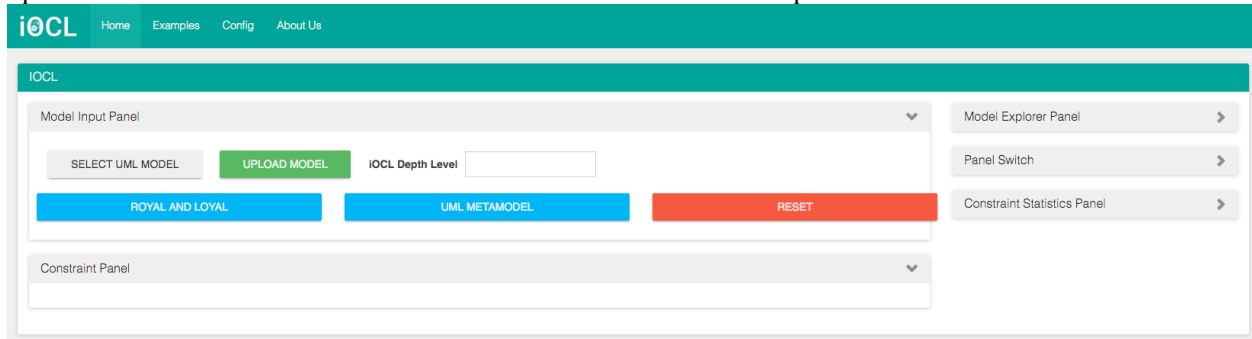 iOCL Home Examples Config About Us
IOCL
Model Input Panel
Model Explorer Panel
SELECT UML MODEL UPLOAD MODEL iOCL Depth Level
Panel Switch
ROYAL AND LOYAL UML METAMODEL RESET
Constraint Statistics Panel
Constraint Panel